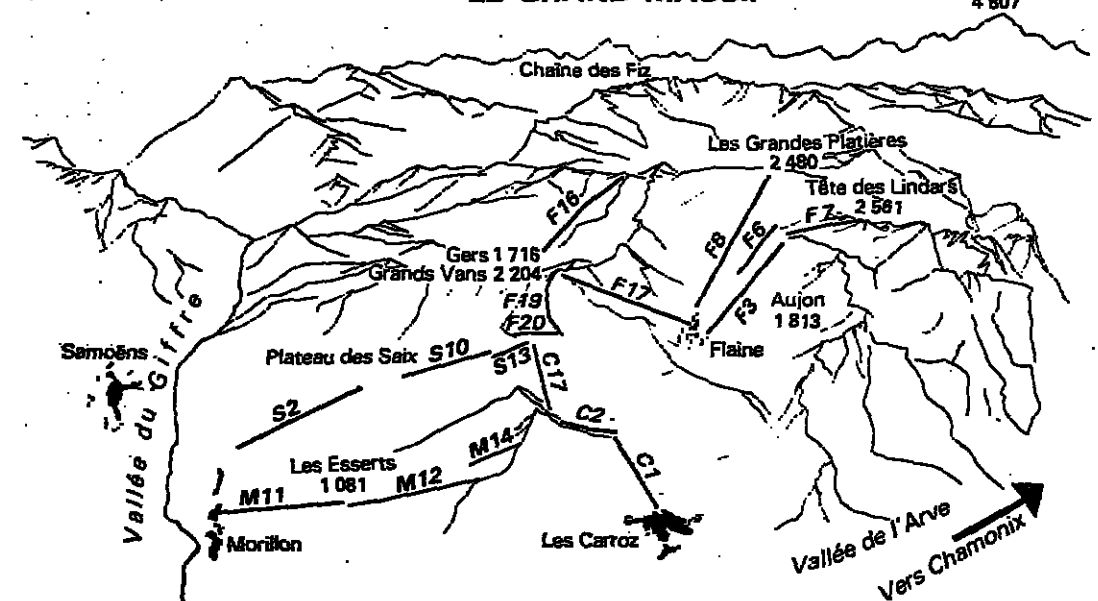 4 807
Chaîne des Fiz
Les Grandes Platières
2 480
Tête des Lindars
F7 2 561
F16
F8
F6
Gers 1 716
Grands Vans 2 204
F17
F3
Aujon
1 813
F19
F20
Flaine
Samoëns
Vallée du Giffre
Plateau des Saix
S10
S13
C17
S2
C2
M14
C1
Les Esserts
1 081
M12
M11
Morillon
Les Carroz
Vallée de l'Arve
Vers Chamonix